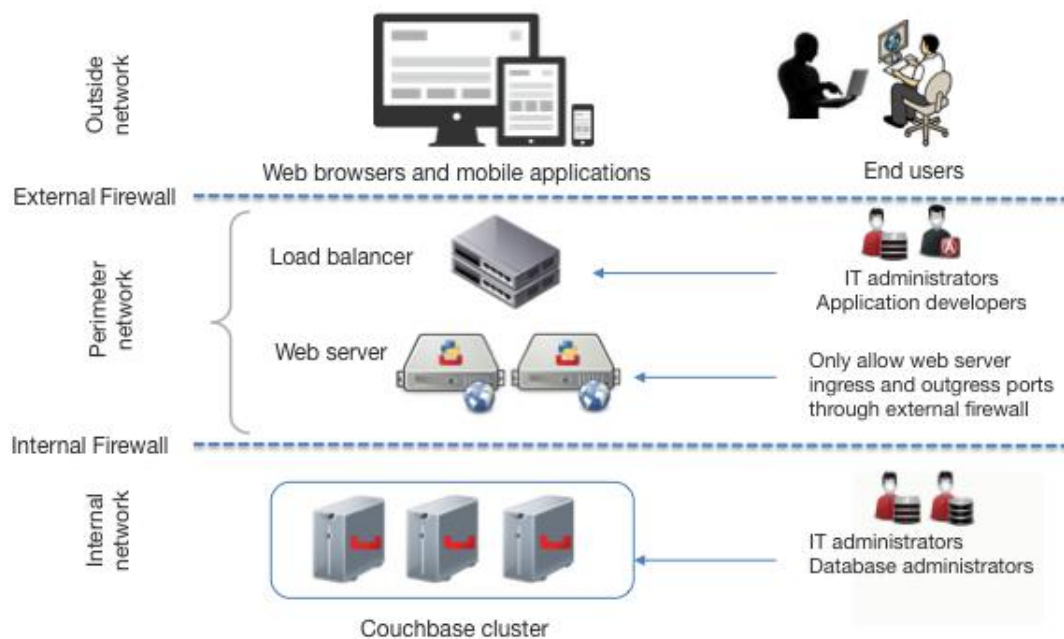 Outside
network
Web browsers and mobile applications
End users
External Firewall
Perimeter
network
Load balancer
IT administrators
Application developers
Web server
Only allow web server
ingress and outgress ports
through external firewall
Internal Firewall
Internal
network
IT administrators
Database administrators
Couchbase cluster